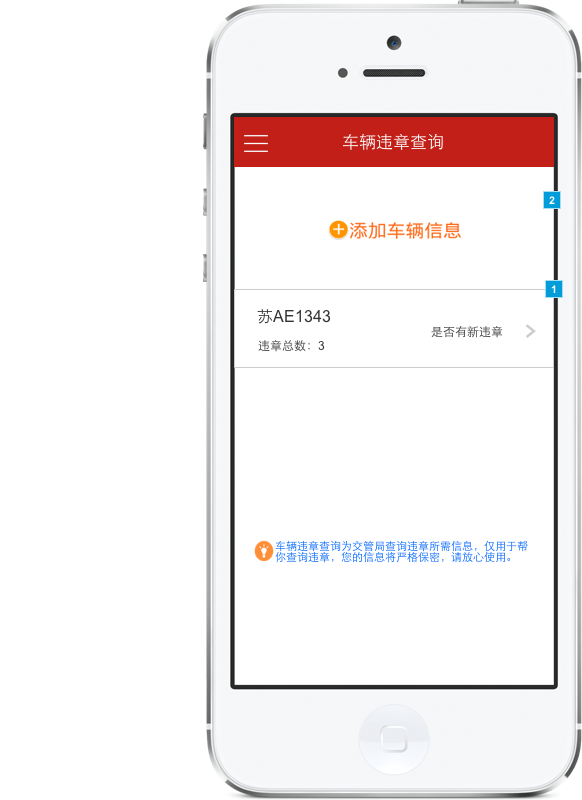 车辆违章查询
2
添加车辆信息
1
苏AE1343
是否有新违章
违章总数：3
车辆违章查询为交管局查询违章所需信息，仅用于帮
你查询违章，您的信息将严格保密，请放心使用。